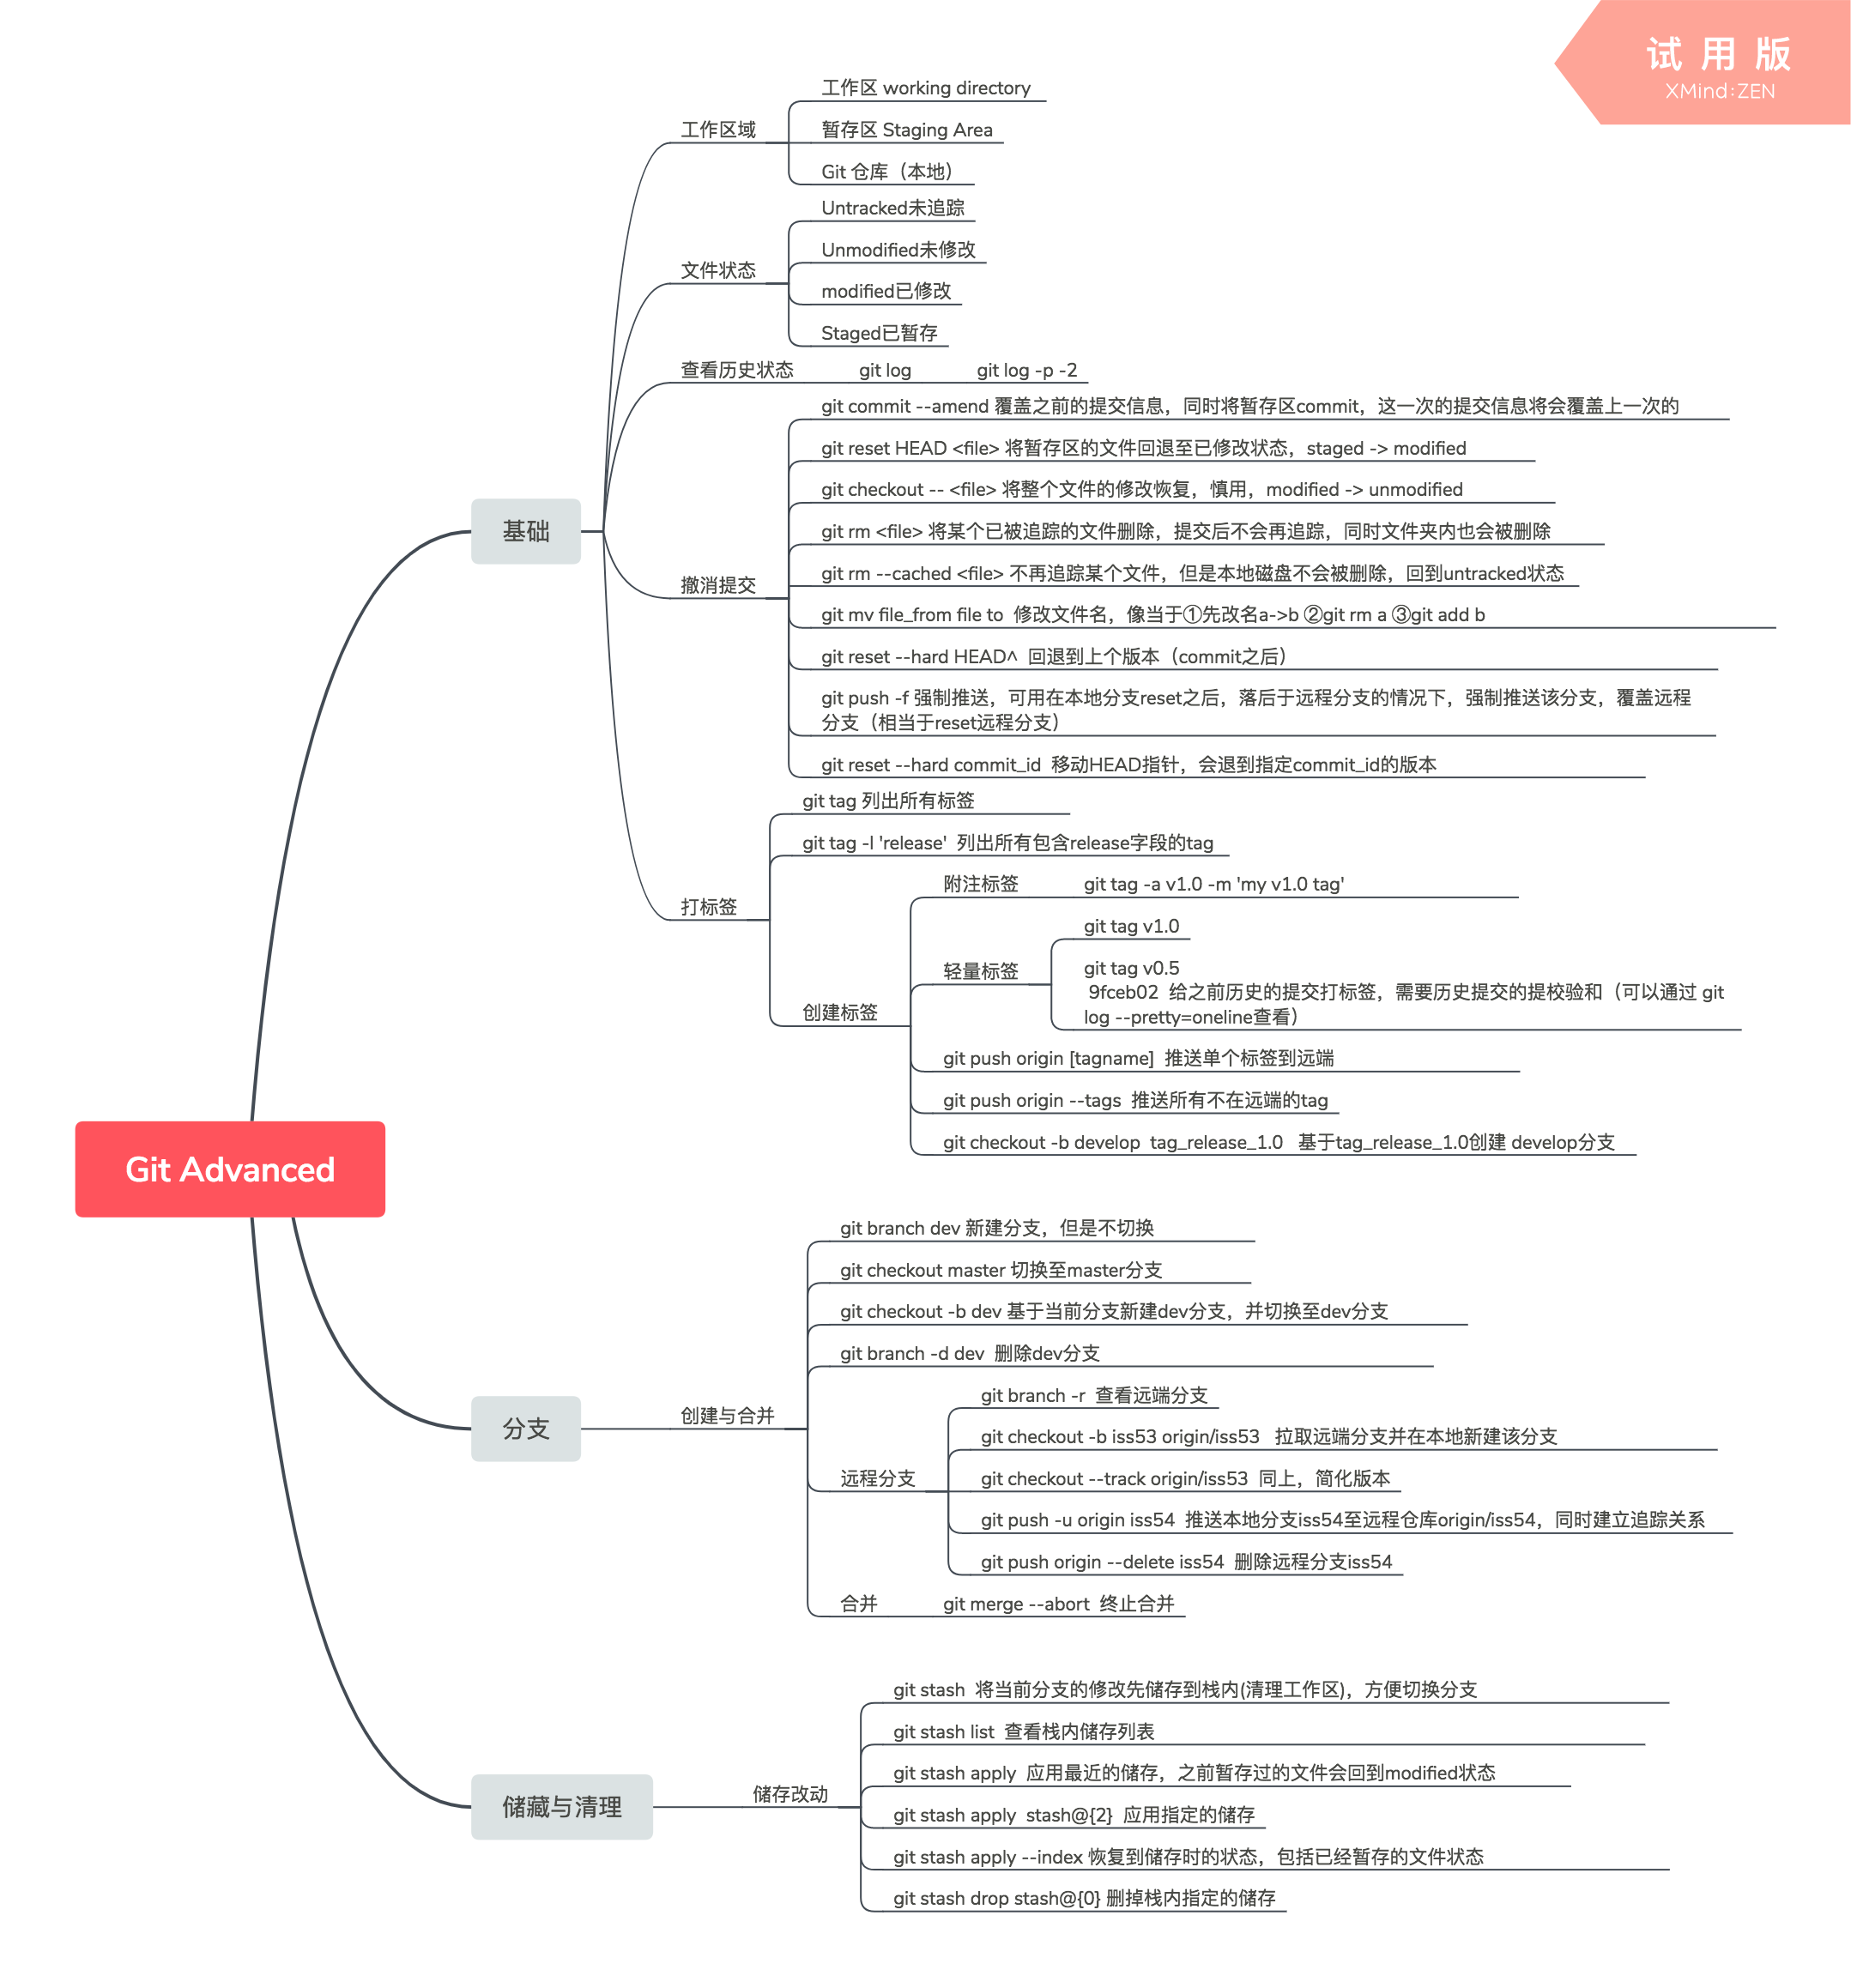 试 用 版
XMind:ZEN
Git Advanced
基础
工作区域
工作区 working directory
暂存区 Staging Area
Git 仓库（本地）
文件状态
Untracked未追踪
Unmodified未修改
modified已修改
Staged已暂存
查看历史状态
git log
git log -p -2
撤消提交
git commit --amend 覆盖之前的提交信息，同时将暂存区commit，这一次的提交信息将会覆盖上一次的
git reset HEAD <file> 将暂存区的文件回退至已修改状态，staged -> modified
git checkout -- <file> 将整个文件的修改恢复，慎用，modified -> unmodified
git rm <file> 将某个已被追踪的文件删除，提交后不会再追踪，同时文件夹内也会被删除
git rm --cached <file> 不再追踪某个文件，但是本地磁盘不会被删除，回到untracked状态
git mv file_from file to  修改文件名，像当于①先改名a->b ②git rm a ③git add b
git reset --hard HEAD^  回退到上个版本（commit之后）
git push -f 强制推送，可用在本地分支reset之后，落后于远程分支的情况下，强制推送该分支，覆盖远程
分支（相当于reset远程分支）
git reset --hard commit_id  移动HEAD指针，会退到指定commit_id的版本
打标签
git tag 列出所有标签
git tag -l 'release'  列出所有包含release字段的tag
创建标签
附注标签
git tag -a v1.0 -m 'my v1.0 tag'
轻量标签
git tag v1.0
git tag v0.5
9fceb02  给之前历史的提交打标签，需要历史提交的提校验和（可以通过 git
log --pretty=oneline查看）
git push origin [tagname]  推送单个标签到远端
git push origin --tags  推送所有不在远端的tag
git checkout -b develop  tag_release_1.0   基于tag_release_1.0创建 develop分支
分支
创建与合并
git branch dev 新建分支，但是不切换
git checkout master 切换至master分支
git checkout -b dev 基于当前分支新建dev分支，并切换至dev分支
git branch -d dev  删除dev分支
远程分支
git branch -r  查看远端分支
git checkout -b iss53 origin/iss53   拉取远端分支并在本地新建该分支
git checkout --track origin/iss53  同上，简化版本
git push -u origin iss54  推送本地分支iss54至远程仓库origin/iss54，同时建立追踪关系
git push origin --delete iss54  删除远程分支iss54
合并
git merge --abort  终止合并
储藏与清理
储存改动
git stash  将当前分支的修改先储存到栈内(清理工作区)，方便切换分支
git stash list  查看栈内储存列表
git stash apply  应用最近的储存，之前暂存过的文件会回到modified状态
git stash apply  stash@{2}  应用指定的储存
git stash apply --index 恢复到储存时的状态，包括已经暂存的文件状态
git stash drop stash@{0} 删掉栈内指定的储存